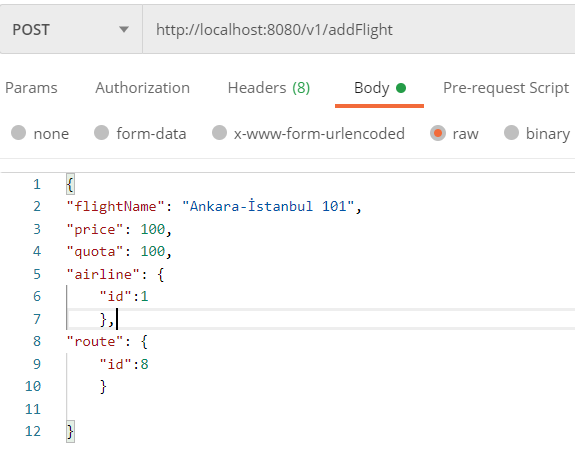 POST http://localhost:8080/v1/addFlight
Params Authorization Headers (8) Body Pre-request Script
none form-data x-www-form-urlencoded raw binary
1 {
2 "flightName": "Ankara-İstanbul 101",
3 "price": 100,
4 "quota": 100,
5 "airline": {
6 "id":1
7 },
8 "route": {
9 "id":8
10 }
11
12 }